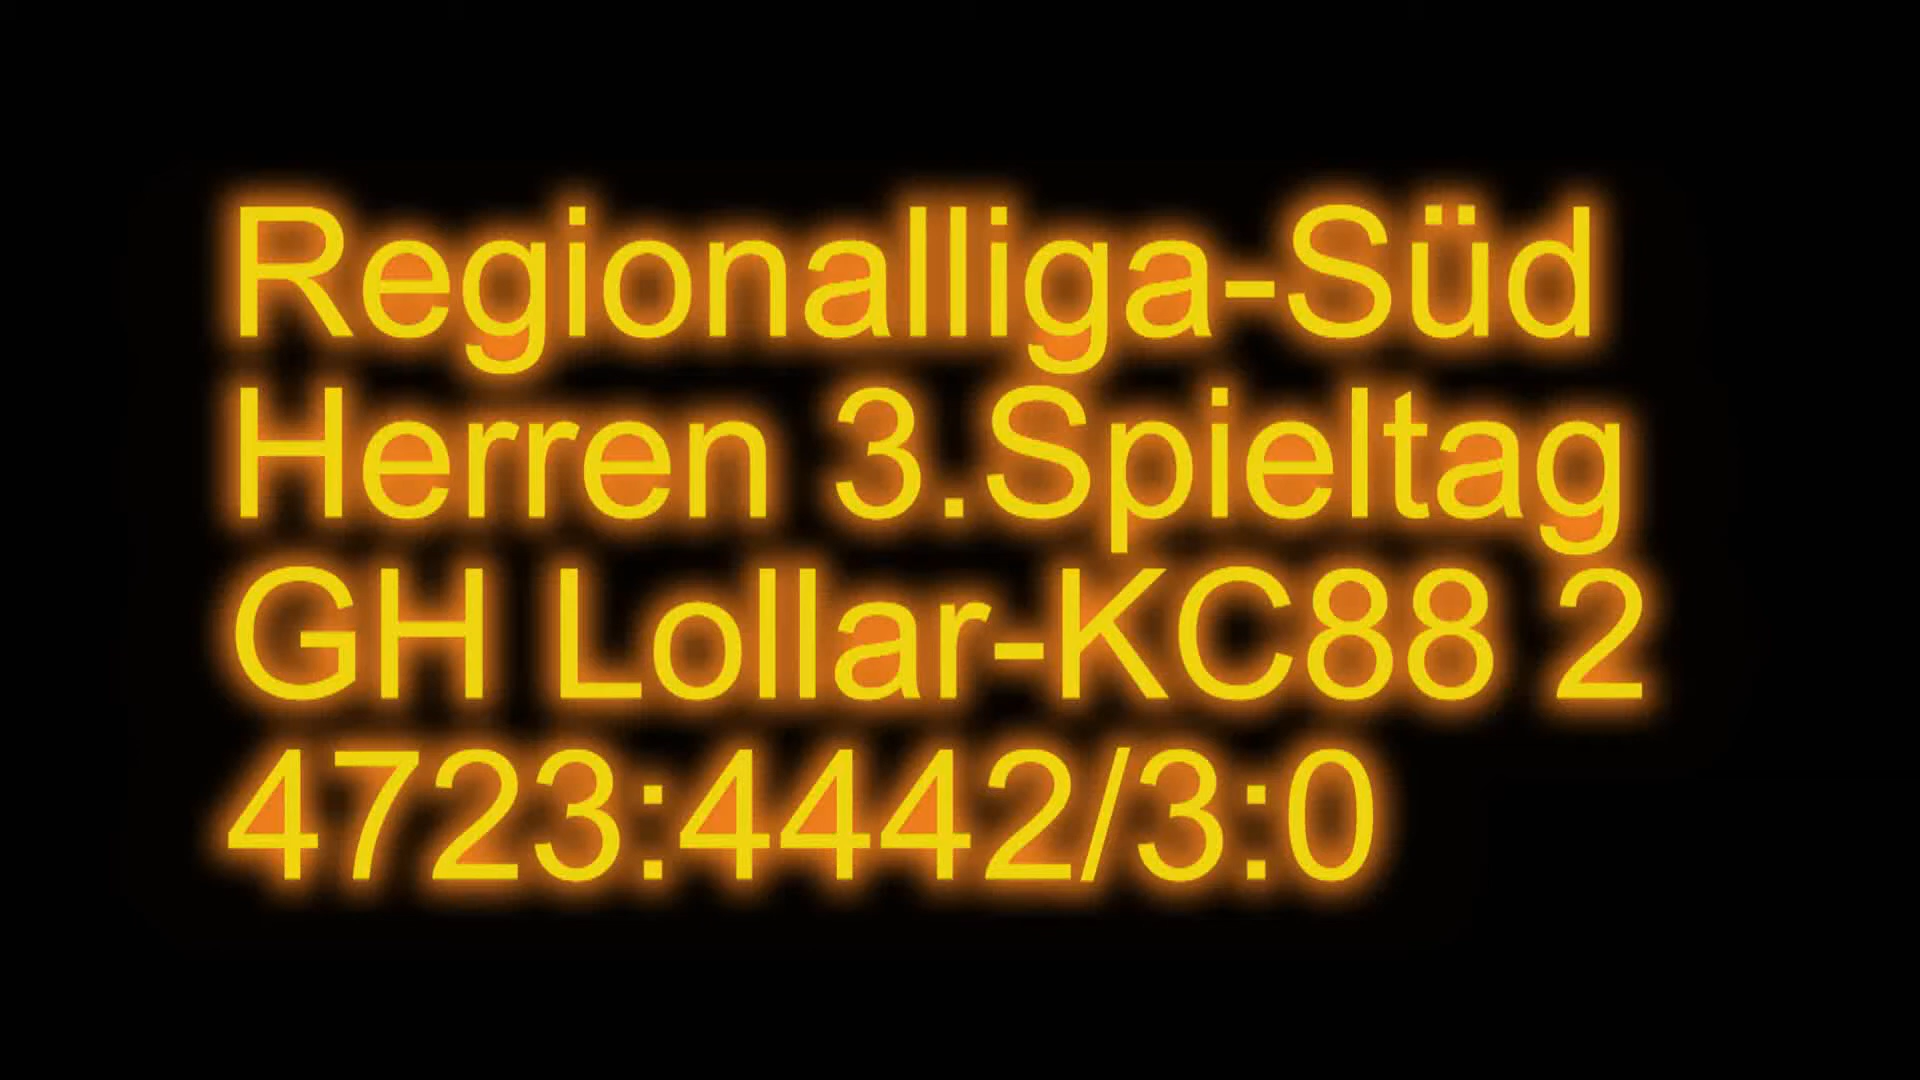 Regionalliga-Süd
Herren 3.Spieltag
GH Lollar-KC88 2
4723:4442/3:0